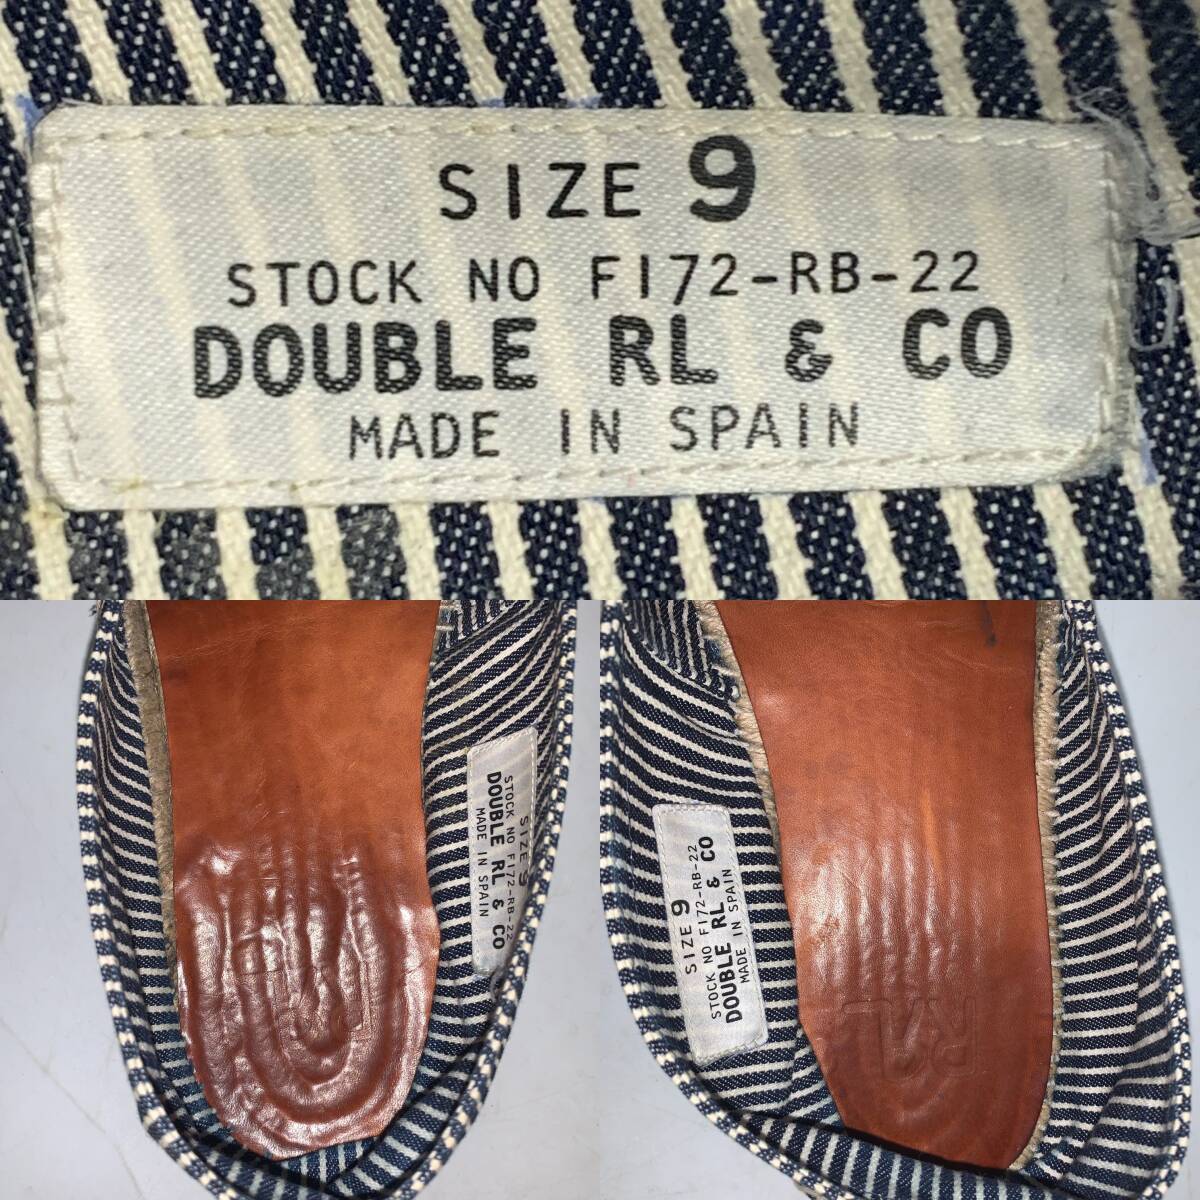 SIZE 9
STOCK NO F172-RB-22
DOUBLE RL & CO
MADE IN SPAIN
SIZE 9
STOCK NO F172-RB-22
DOUBLE RL & CO
MADE IN SPAIN
SIZE 9
STOCK NO F172-RB-22
DOUBLE RL & CO
MADE IN SPAIN
RRL